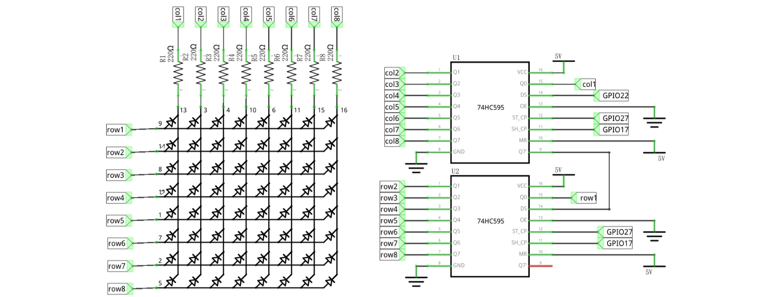 col1 col2 col3 col4 col5 col6 col7 col8
R1 R2 R3 R4 R5 R6 R7 R8
220Ω 220Ω 220Ω 220Ω 220Ω 220Ω 220Ω 220Ω
13 3 4 10 6 11 15 16
row1 9
row2
row3 8
row4
row5 1
row6 7
row7 2
row8 5
U1
5V
col2 Q1 VCC
col3 Q2 Q0 col1
col4 Q3 DS GPIO22
col5 Q4 74HC595 OE
col6 Q5 ST_CP GPIO27
col7 Q6 SH_CP GPIO17
col8 Q7 MR
GND Q7'
5V
U2
5V
row2 Q1 VCC
row3 Q2 Q0 row1
row4 Q3 DS
row5 Q4 74HC595 OE
row6 Q5 ST_CP GPIO27
row7 Q6 SH_CP GPIO17
row8 Q7 MR
GND Q7'
5V